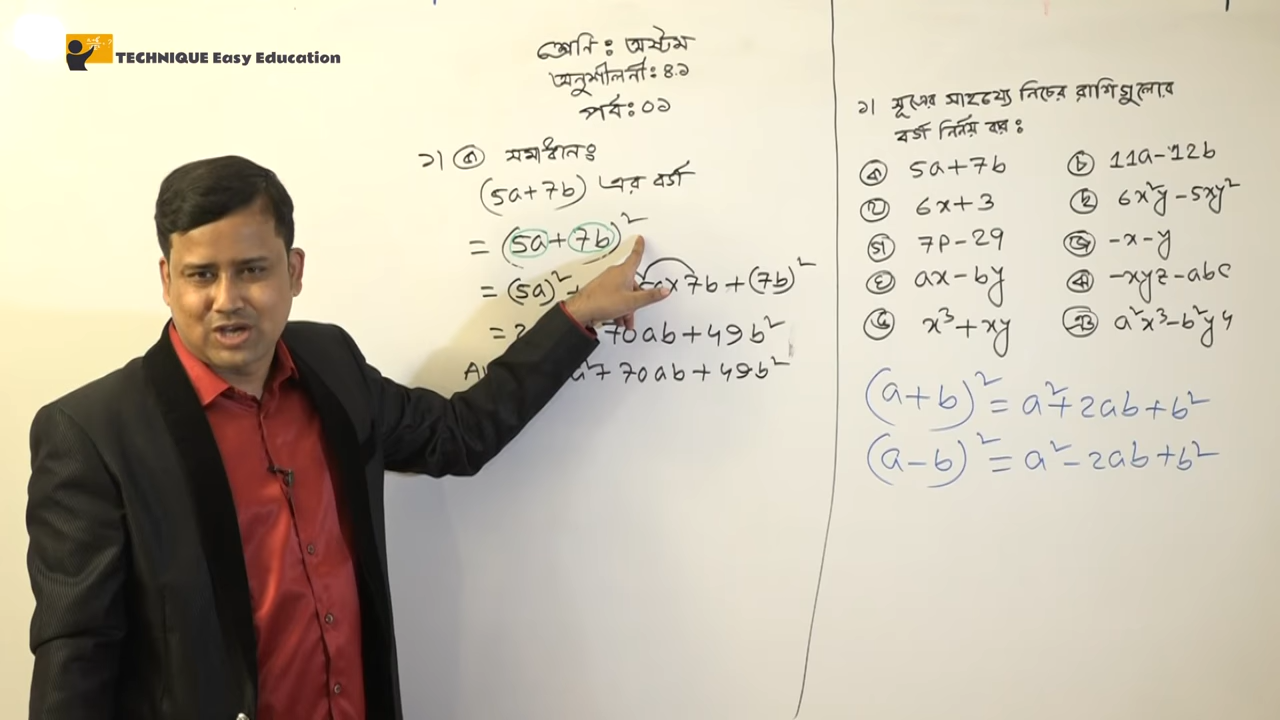 TECHNIQUE Easy Education
শ্রেণি : অষ্টম
অনুশীলনী : ৪.১
পর্ব : ০১
১। ক সমাধানঃ
(5a+7b) এর বর্গ
= (5a+7b)²
= (5a)² + x 7b + (7b)²
= 70ab + 49b²
a² + 70ab + 49b²
১। সূত্রের সাহায্যে নিচের রাশিগুলোর
বর্গ নির্নয় কর :
ক 5a+7b
খ 6x+3
গ 7p-29
ঘ ax-by
ঙ x³+xy
চ 11a-12b
ছ 6x²y-5xy²
জ -x-y
ঝ -xyz-abc
ঞ a²x³-b²y4
(a+b)² = a²+2ab+b²
(a-b)² = a²-2ab+b²